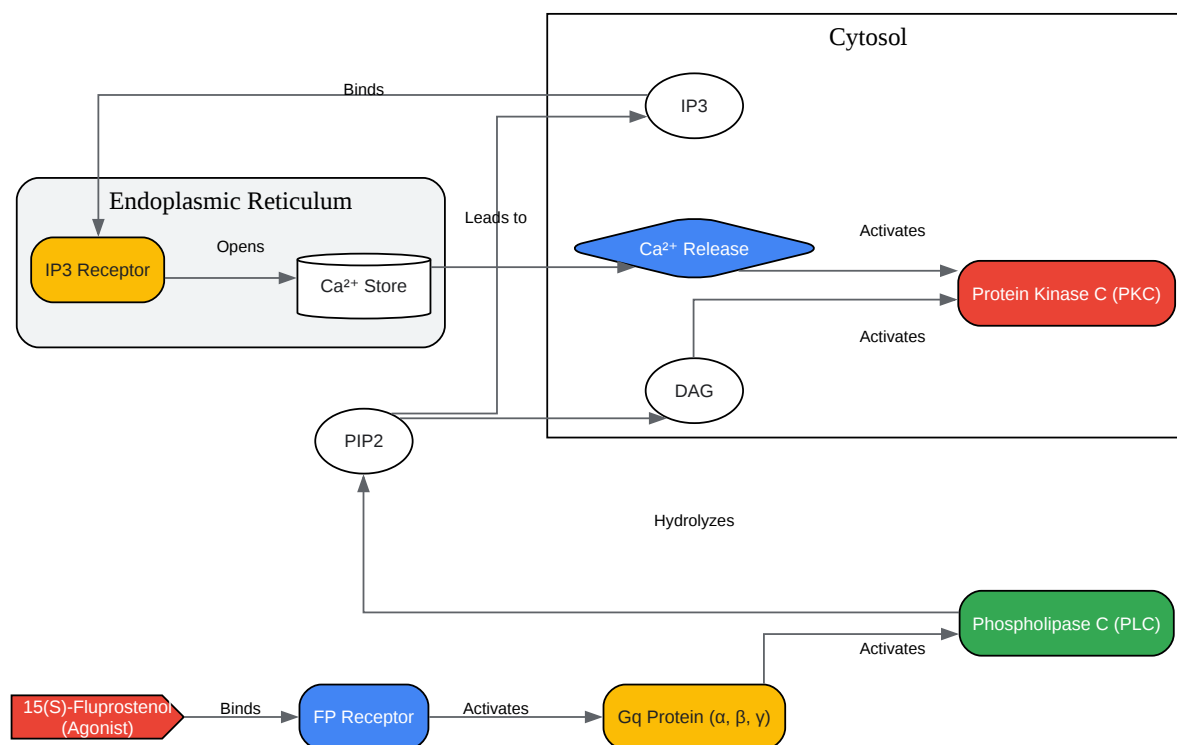 Cytosol
Binds
IP3
Endoplasmic Reticulum
Leads to
Opens
Ca²⁺ Release
Activates
IP3 Receptor
Ca²⁺ Store
Protein Kinase C (PKC)
Activates
DAG
PIP2
Hydrolyzes
Phospholipase C (PLC)
Activates
15(S)-Fluprostenol
(Agonist)
Binds
FP Receptor
Activates
Gq Protein (α, β, γ)